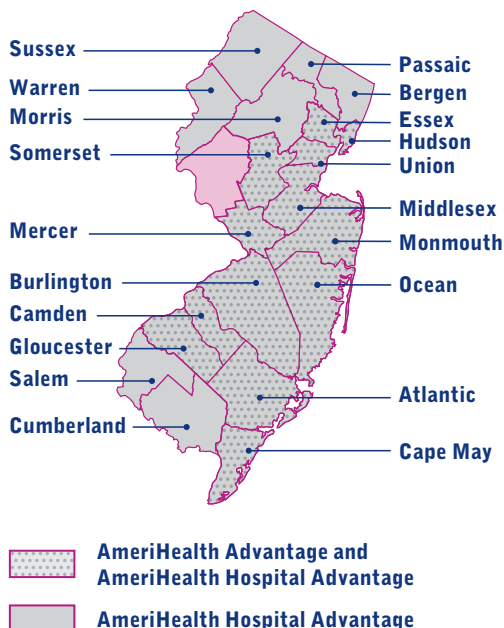 Sussex
Warren
Morris
Somerset
Mercer
Burlington
Camden
Gloucester
Salem
Cumberland
Passaic
Bergen
Essex
Hudson
Union
Middlesex
Monmouth
Ocean
Atlantic
Cape May
AmeriHealth Advantage and
AmeriHealth Hospital Advantage
AmeriHealth Hospital Advantage